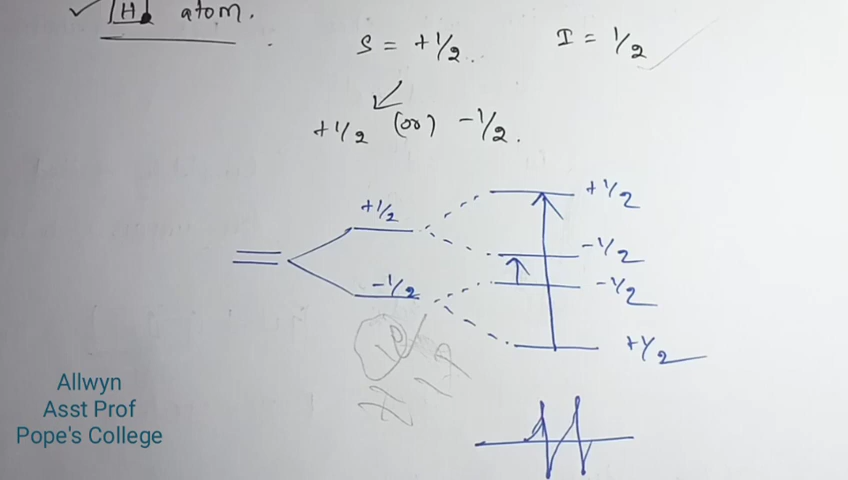 ✓ 1H1 atom.
S = +1/2. I = 1/2
+1/2 (or) -1/2.
+1/2
+1/2
-1/2
-1/2
-1/2
+1/2
Allwyn
Asst Prof
Pope's College